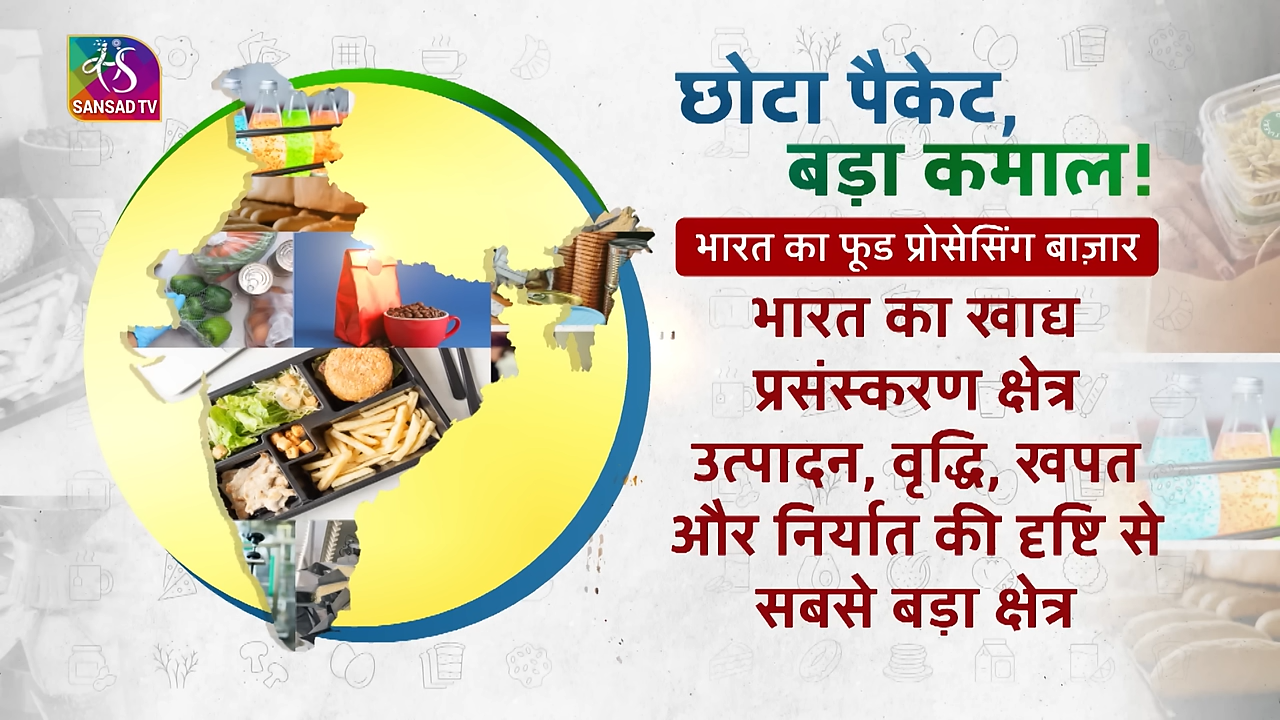 SANSAD TV
छोटा पैकेट,
बड़ा कमाल!
भारत का फूड प्रोसेसिंग बाज़ार
भारत का खाद्य
प्रसंस्करण क्षेत्र
उत्पादन, वृद्धि, खपत
और निर्यात की दृष्टि से
सबसे बड़ा क्षेत्र